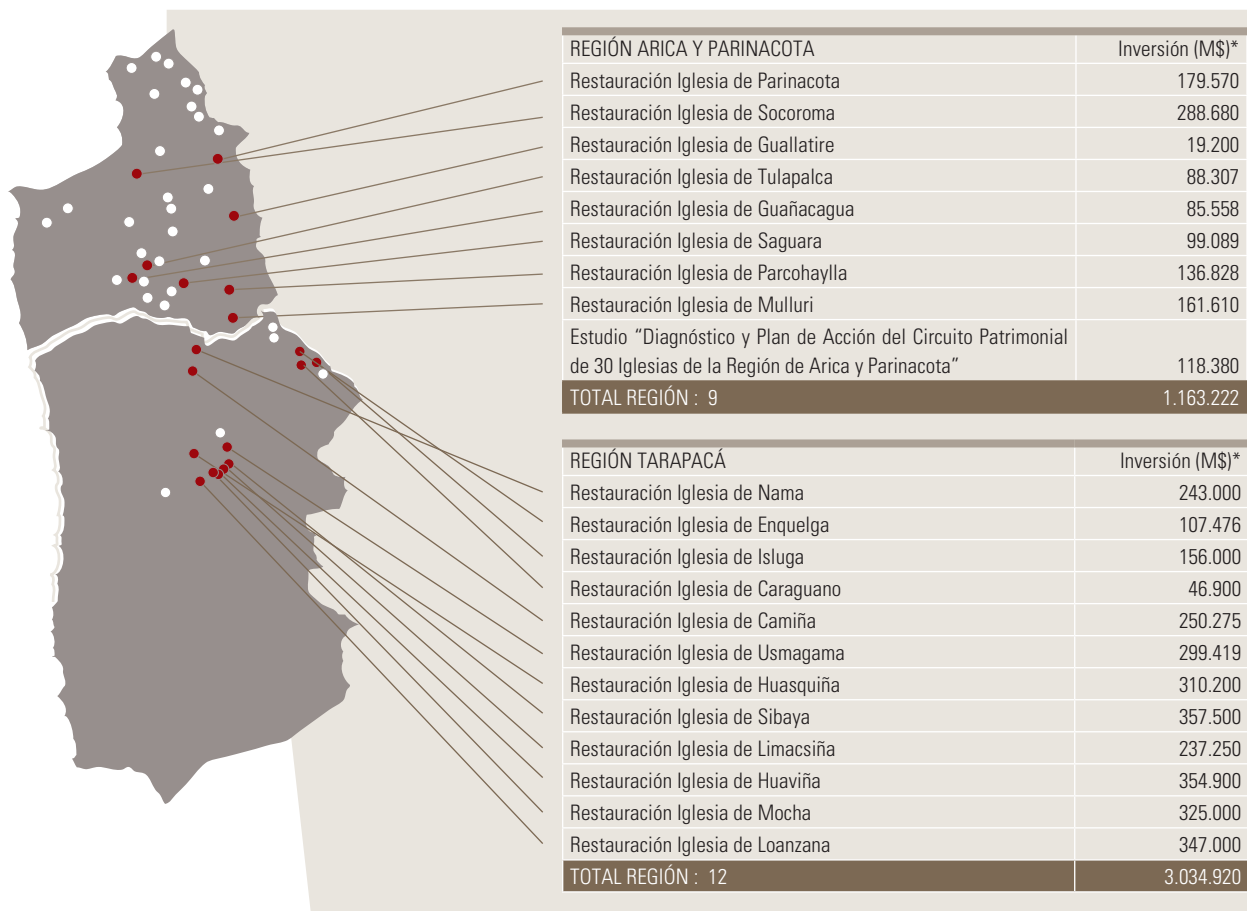 REGIÓN ARICA Y PARINACOTA Inversión (M$)*
Restauración Iglesia de Parinacota 179.570
Restauración Iglesia de Socoroma 288.680
Restauración Iglesia de Guallatire 19.200
Restauración Iglesia de Tulapalca 88.307
Restauración Iglesia de Guañacagua 85.558
Restauración Iglesia de Saguara 99.089
Restauración Iglesia de Parcohaylla 136.828
Restauración Iglesia de Mulluri 161.610
Estudio “Diagnóstico y Plan de Acción del Circuito Patrimonial
de 30 Iglesias de la Región de Arica y Parinacota” 118.380
TOTAL REGIÓN : 9 1.163.222
REGIÓN TARAPACÁ Inversión (M$)*
Restauración Iglesia de Nama 243.000
Restauración Iglesia de Enquelga 107.476
Restauración Iglesia de Isluga 156.000
Restauración Iglesia de Caraguano 46.900
Restauración Iglesia de Camiña 250.275
Restauración Iglesia de Usmagama 299.419
Restauración Iglesia de Huasquiña 310.200
Restauración Iglesia de Sibaya 357.500
Restauración Iglesia de Limacsiña 237.250
Restauración Iglesia de Huaviña 354.900
Restauración Iglesia de Mocha 325.000
Restauración Iglesia de Loanzana 347.000
TOTAL REGIÓN : 12 3.034.920